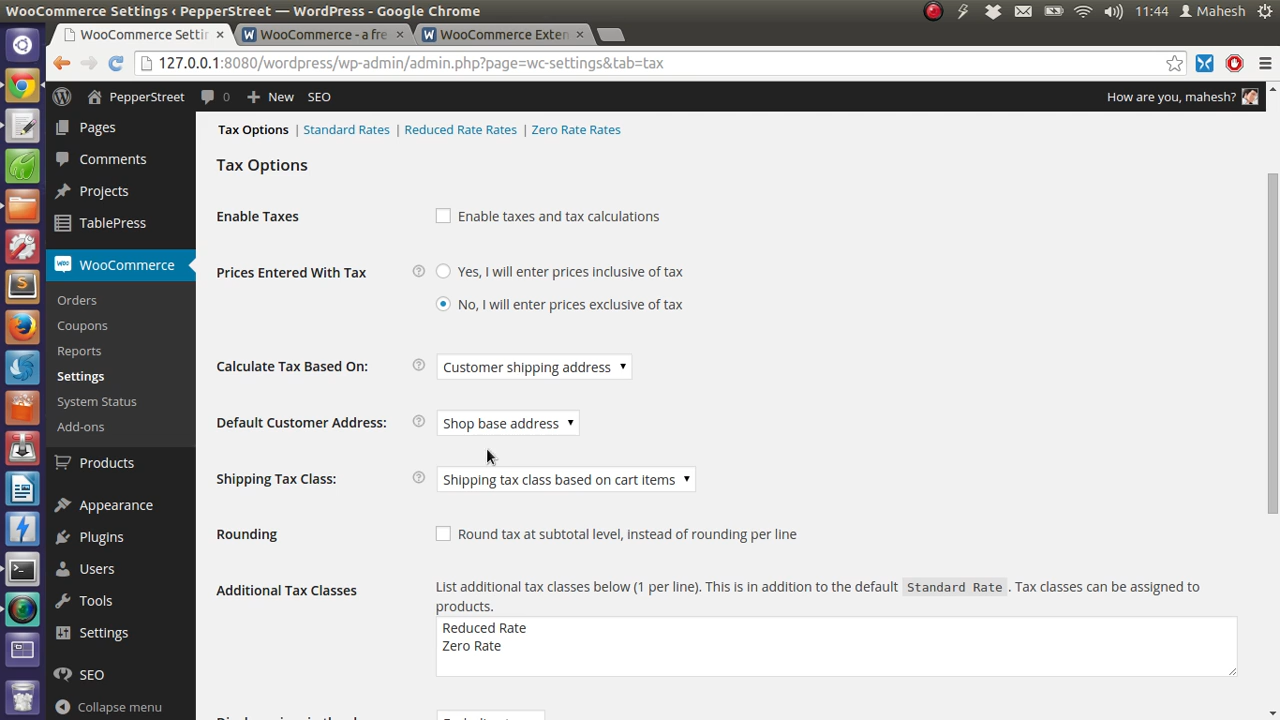 WooCommerce Settings ‹ PepperStreet — WordPress - Google Chrome
11:44 Mahesh
WooCommerce Settin ×
WooCommerce - a fre ×
WooCommerce Exten ×
127.0.0.1:8080/wordpress/wp-admin/admin.php?page=wc-settings&tab=tax
PepperStreet 0 New SEO
How are you, mahesh?
Pages
Comments
Projects
TablePress
WooCommerce
Orders
Coupons
Reports
Settings
System Status
Add-ons
Products
Appearance
Plugins
Users
Tools
Settings
SEO
Collapse menu
Tax Options | Standard Rates | Reduced Rate Rates | Zero Rate Rates
Tax Options
Enable Taxes
Enable taxes and tax calculations
Prices Entered With Tax
Yes, I will enter prices inclusive of tax
No, I will enter prices exclusive of tax
Calculate Tax Based On:
Customer shipping address
Default Customer Address:
Shop base address
Shipping Tax Class:
Shipping tax class based on cart items
Rounding
Round tax at subtotal level, instead of rounding per line
Additional Tax Classes
List additional tax classes below (1 per line). This is in addition to the default Standard Rate. Tax classes can be assigned to
products.
Reduced Rate
Zero Rate